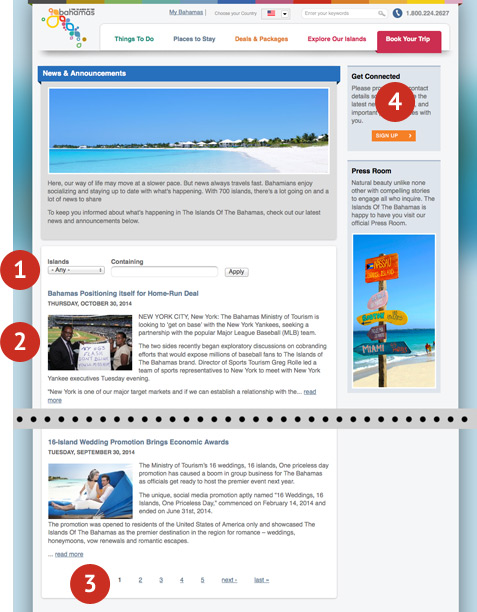 bahamas
My Bahamas
Choose your Country
Enter your keywords
1.800.224.2627
Things To Do
Places to Stay
Deals & Packages
Explore Our Islands
Book Your Trip
News & Announcements
Here, our way of life may move at a slower pace. But news always travels fast. Bahamians enjoy
socializing and staying up to date with what's happening. With 700 islands, there's a lot going on and a
lot of news to share
To keep you informed about what's happening in The Islands Of The Bahamas, check out our latest
news and announcements below.
Get Connected
Please contact
details so the
latest ne and
important es with
you.
4
SIGN UP
Press Room
Natural beauty unlike none
other with compelling stories
to engage all who inquire. The
Islands Of The Bahamas is
happy to have you visit our
official Press Room.
NASSAU
MIAMI
1
Islands
Containing
- Any -
Apply
Bahamas Positioning itself for Home-Run Deal
THURSDAY, OCTOBER 30, 2014
2
NEW YORK CITY, New York: The Bahamas Ministry of Tourism is
looking to 'get on base' with the New York Yankees, seeking a
partnership with the popular Major League Baseball (MLB) team.
The two sides recently began exploratory discussions on cobranding
efforts that would expose millions of baseball fans to The Islands of
The Bahamas brand. Director of Sports Tourism Greg Rolle led a
team of sports representatives to New York to meet with New York
Yankee executives Tuesday evening.
"New York is one of our major target markets and if we can establish a relationship with the... read
more
16-Island Wedding Promotion Brings Economic Awards
TUESDAY, SEPTEMBER 30, 2014
The Ministry of Tourism's 16 weddings, 16 islands, One priceless day
promotion has caused a boom in group business for The Bahamas
as officials get ready to host the premier event next year.
The unique, social media promotion aptly named "16 Weddings, 16
Islands, One Priceless Day," commenced on February 14, 2014 and
ended on June 31st, 2014.
The promotion was opened to residents of the United States of America only and showcased The
Islands Of The Bahamas as the premier destination in the region for romance – weddings,
honeymoons, vow renewals and romantic escapes.
... read more
3
1 2 3 4 5 next › last »